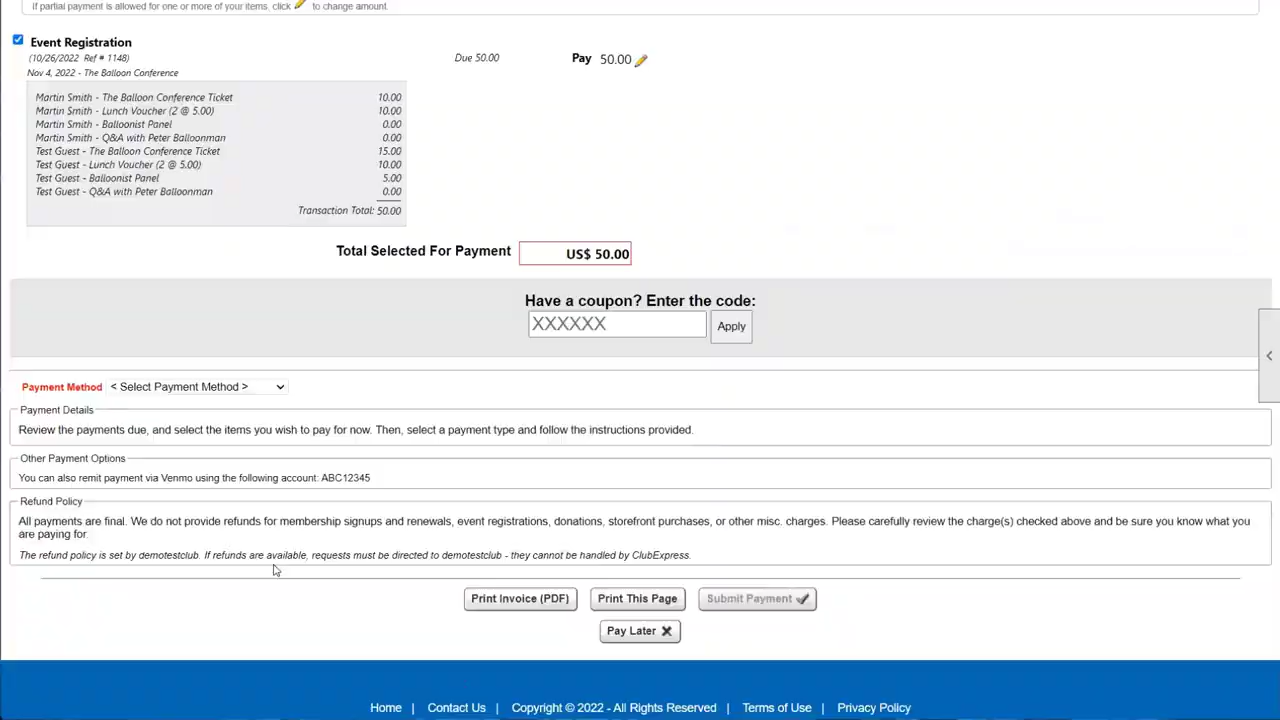 If partial payment is allowed for one or more of your items, click to change amount.
Event Registration
(10/26/2022 Ref # 1148)
Due 50.00
Pay 50.00
Nov 4, 2022 - The Balloon Conference
Martin Smith - The Balloon Conference Ticket 10.00
Martin Smith - Lunch Voucher (2 @ 5.00) 10.00
Martin Smith - Balloonist Panel 0.00
Martin Smith - Q&A with Peter Balloonman 0.00
Test Guest - The Balloon Conference Ticket 15.00
Test Guest - Lunch Voucher (2 @ 5.00) 10.00
Test Guest - Balloonist Panel 5.00
Test Guest - Q&A with Peter Balloonman 0.00
Transaction Total: 50.00
Total Selected For Payment US$ 50.00
Have a coupon? Enter the code:
XXXXXX Apply
Payment Method < Select Payment Method >
Payment Details
Review the payments due, and select the items you wish to pay for now. Then, select a payment type and follow the instructions provided.
Other Payment Options
You can also remit payment via Venmo using the following account: ABC12345
Refund Policy
All payments are final. We do not provide refunds for membership signups and renewals, event registrations, donations, storefront purchases, or other misc. charges. Please carefully review the charge(s) checked above and be sure you know what you
are paying for.
The refund policy is set by demotestclub. If refunds are available, requests must be directed to demotestclub - they cannot be handled by ClubExpress.
Print Invoice (PDF) Print This Page Submit Payment
Pay Later
Home | Contact Us | Copyright © 2022 - All Rights Reserved | Terms of Use | Privacy Policy